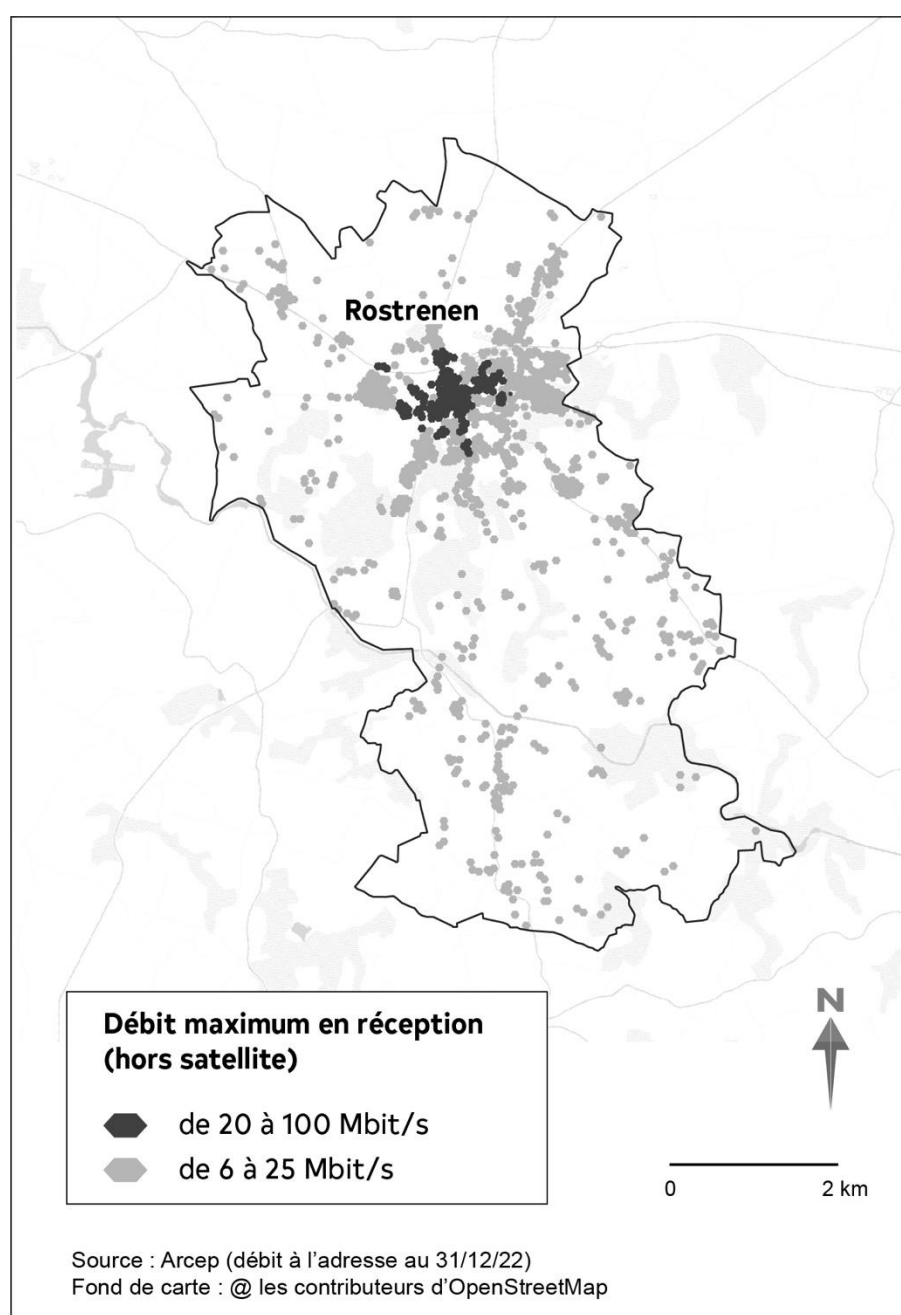 Rostrenen
Débit maximum en réception
(hors satellite)
de 20 à 100 Mbit/s
de 6 à 25 Mbit/s
N
0 2 km
Source : Arcep (débit à l’adresse au 31/12/22)
Fond de carte : @ les contributeurs d’OpenStreetMap